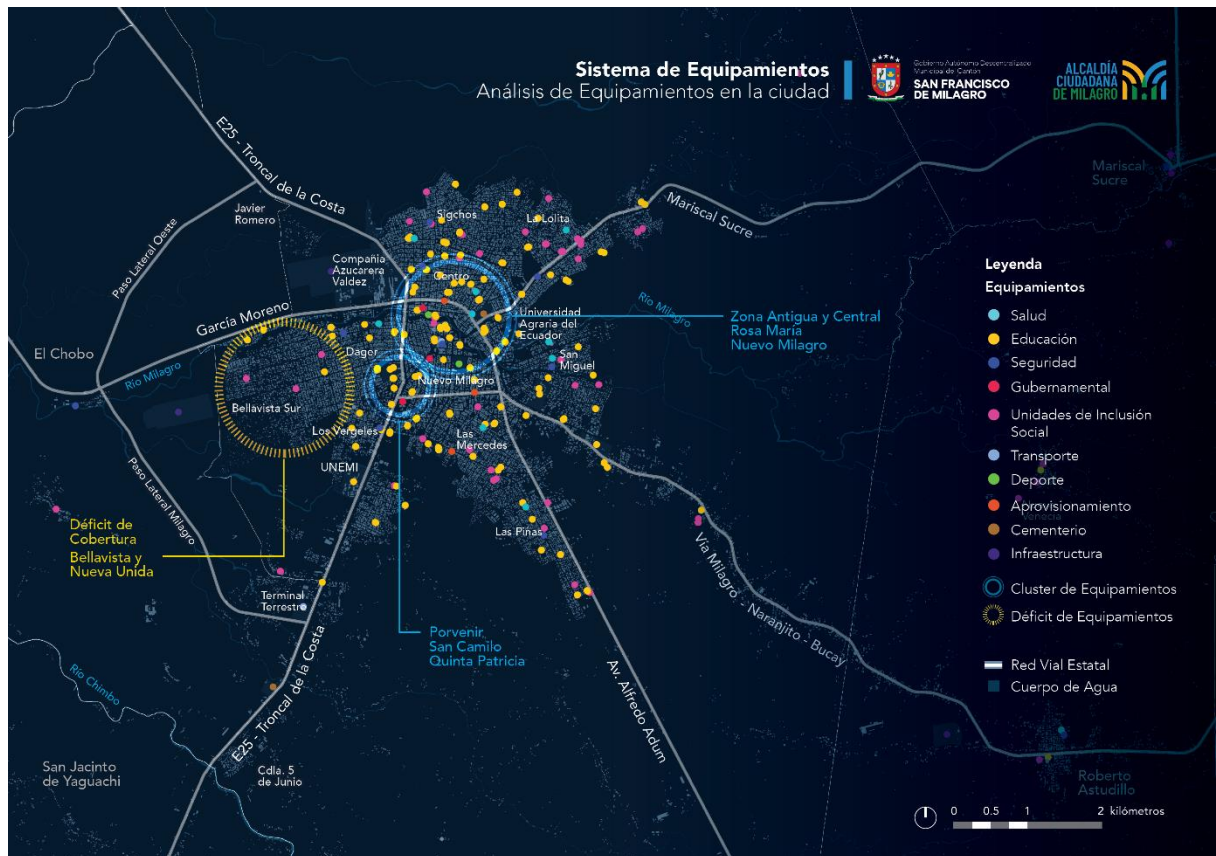 Sistema de Equipamientos
Análisis de Equipamientos en la ciudad
Gobierno Autónomo Descentralizado
Municipal del Cantón
SAN FRANCISCO
DE MILAGRO
ALCALDÍA
CIUDADANA
DE MILAGRO
E25 - Troncal de la Costa
Mariscal
Sucre
Javier
Romero
Sigchos
La Lolita
Mariscal Sucre
Paso Lateral Oeste
Compañia
Azucarera
Valdez
Centro
Río Milagro
García Moreno
Universidad
Agraria del
Ecuador
Zona Antigua y Central
Rosa María
Nuevo Milagro
El Chobo
Río Milagro
Dager
San
Miguel
Nuevo Milagro
Bellavista Sur
Los Vergeles
Las
Mercedes
UNEMI
Paso Lateral Milagro
Déficit de
Cobertura
Bellavista y
Nueva Unida
Las Piñas
Vía Milagro - Naranjito - Bucay
Terminal
Terrestre
Porvenir
San Camilo
Quinta Patricia
Río Chimbo
E25 - Troncal de la Costa
Av. Alfredo Adum
San Jacinto
de Yaguachi
Cdla. 5
de Junio
Roberto
Astudillo
Leyenda
Equipamientos
Salud
Educación
Seguridad
Gubernamental
Unidades de Inclusión
Social
Transporte
Deporte
Aprovisionamiento
Cementerio
Infraestructura
Cluster de Equipamientos
Déficit de Equipamientos
Red Vial Estatal
Cuerpo de Agua
0 0.5 1 2 kilómetros